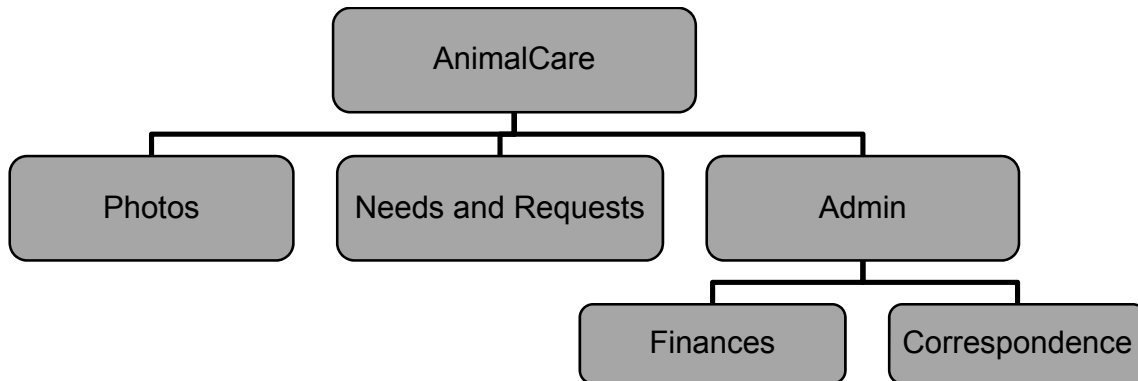 AnimalCare
Photos
Needs and Requests
Admin
Finances
Correspondence